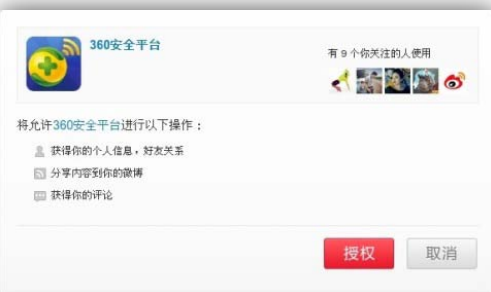 360安全平台
有 9 个你关注的人使用
将允许360安全平台进行以下操作：
获得你的个人信息，好友关系
分享内容到你的微博
获得你的评论
授权
取消